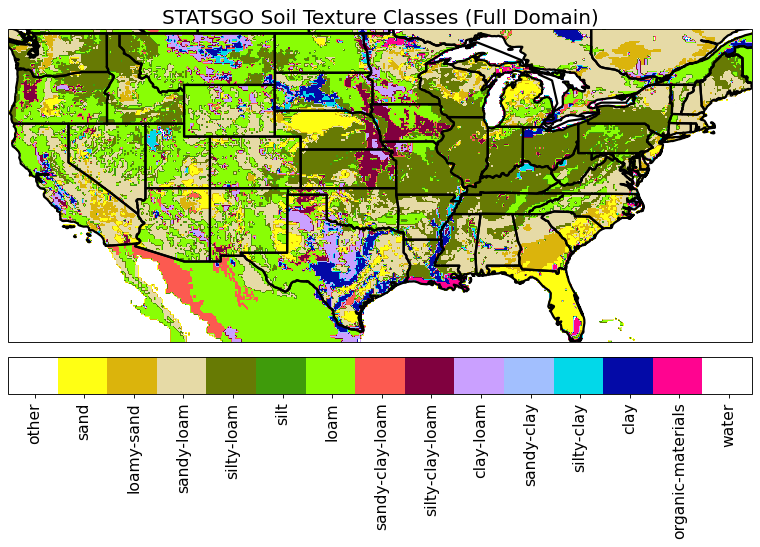 STATSGO Soil Texture Classes (Full Domain)
other
sand
loamy-sand
sandy-loam
silty-loam
silt
loam
sandy-clay-loam
silty-clay-loam
clay-loam
sandy-clay
silty-clay
clay
organic-materials
water